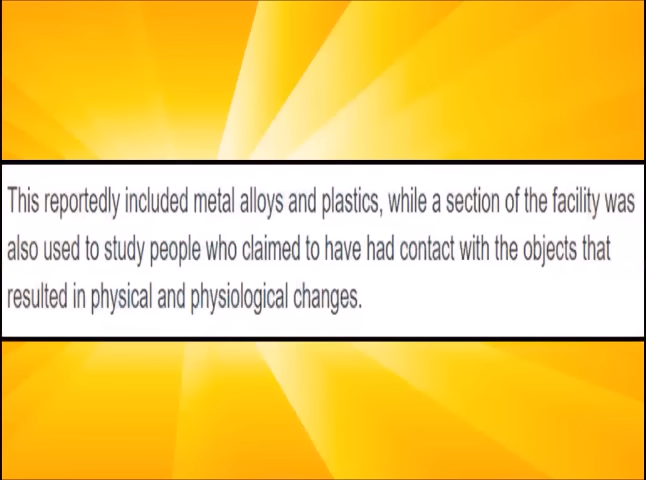 This reportedly included metal alloys and plastics, while a section of the facility was
also used to study people who claimed to have had contact with the objects that
resulted in physical and physiological changes.